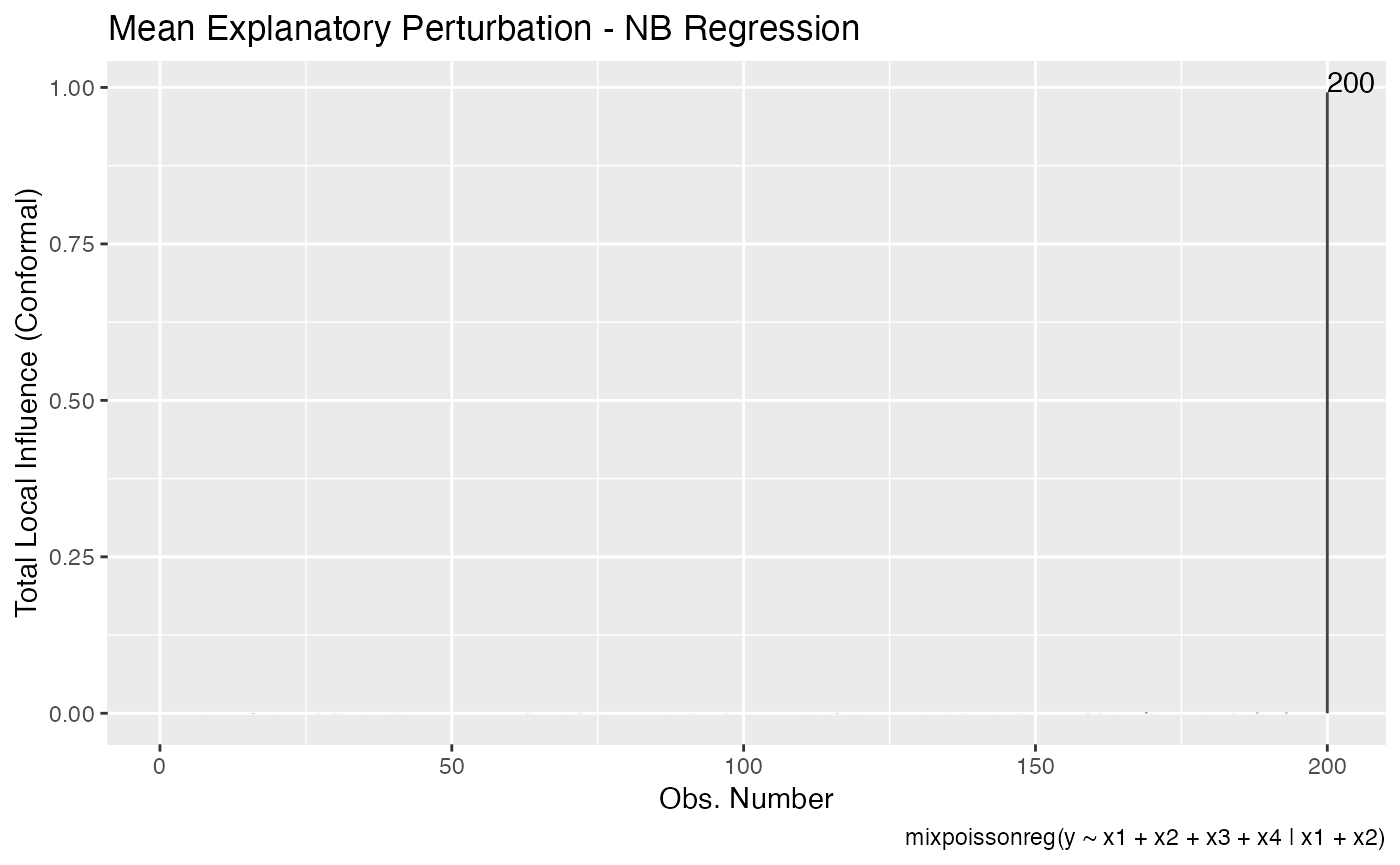 Mean Explanatory Perturbation - NB Regression
Total Local Influence (Conformal)
1.00
0.75
0.50
0.25
0.00
200
0 50 100 150 200
Obs. Number
mixpoissonreg(y ~ x1 + x2 + x3 + x4 | x1 + x2)